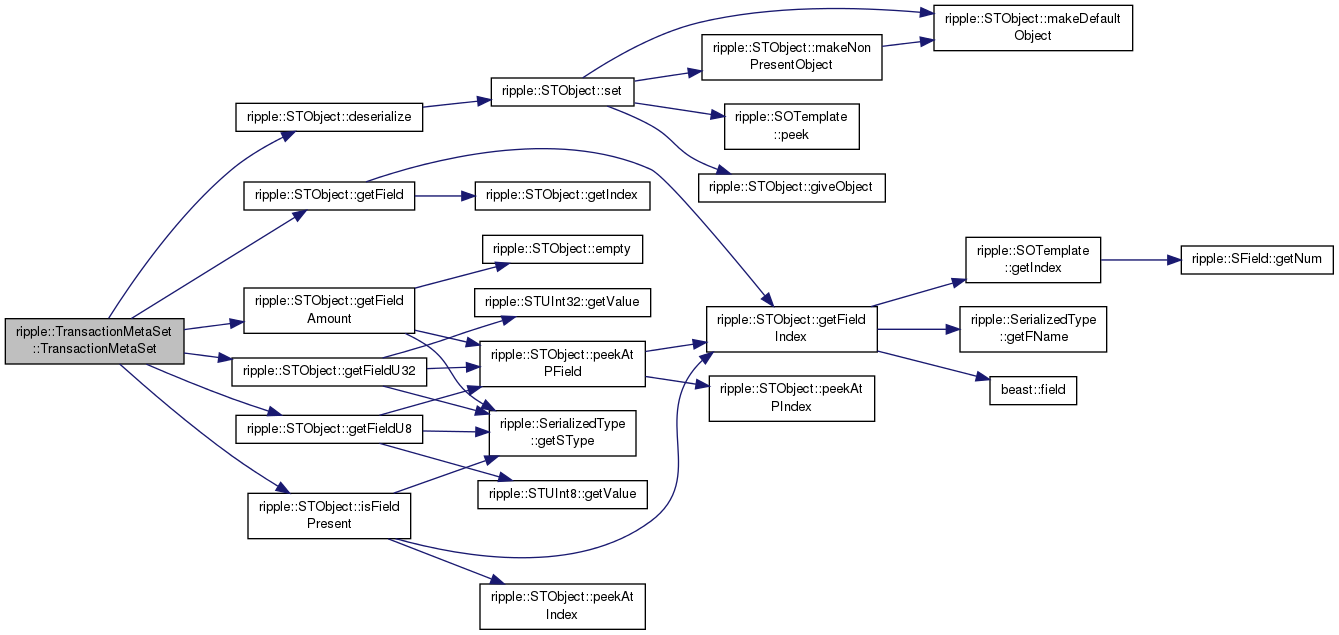 ripple::TransactionMetaSet
::TransactionMetaSet
ripple::STObject::deserialize
ripple::STObject::getField
ripple::STObject::getField
Amount
ripple::STObject::getFieldU32
ripple::STObject::getFieldU8
ripple::STObject::isField
Present
ripple::STObject::set
ripple::STObject::getIndex
ripple::STObject::empty
ripple::STUInt32::getValue
ripple::STObject::peekAt
PField
ripple::SerializedType
::getSType
ripple::STUInt8::getValue
ripple::STObject::peekAt
Index
ripple::STObject::makeNon
PresentObject
ripple::SOTemplate
::peek
ripple::STObject::giveObject
ripple::STObject::getField
Index
ripple::STObject::peekAt
PIndex
ripple::STObject::makeDefault
Object
ripple::SOTemplate
::getIndex
ripple::SerializedType
::getFName
beast::field
ripple::SField::getNum